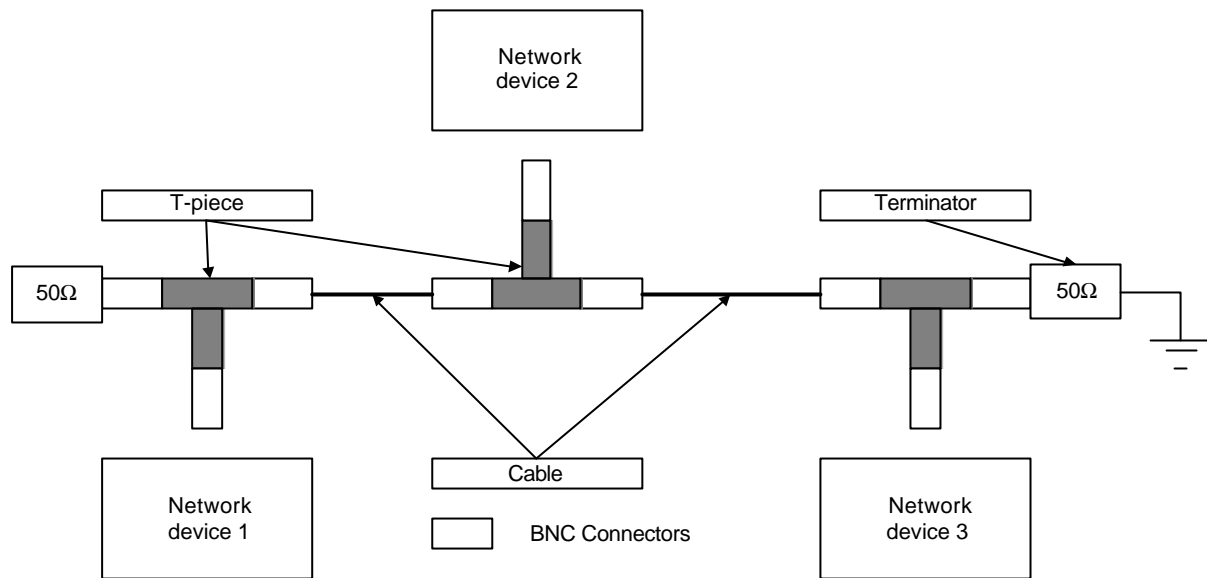 Network
device 2
T-piece
Terminator
50Ω
50Ω
Cable
Network
device 1
Network
device 3
BNC Connectors